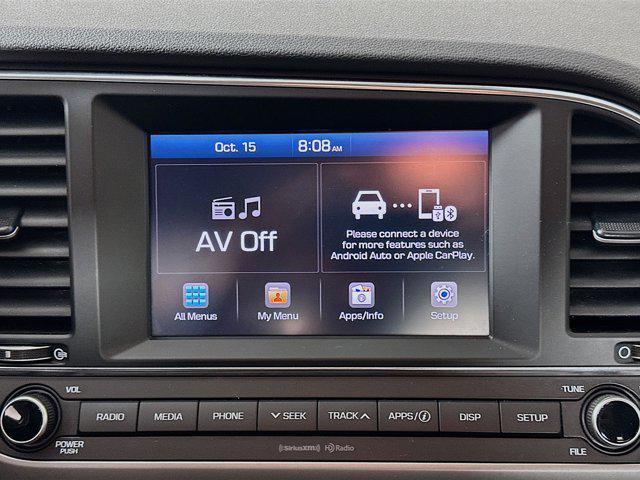 Oct. 15 8:08 AM
AV Off
Please connect a device
for more features such as
Android Auto or Apple CarPlay.
All Menus My Menu Apps/Info Setup
VOL TUNE
RADIO MEDIA PHONE SEEK TRACK APPS/i DISP SETUP
POWER
PUSH
FILE
SiriusXM HD Radio